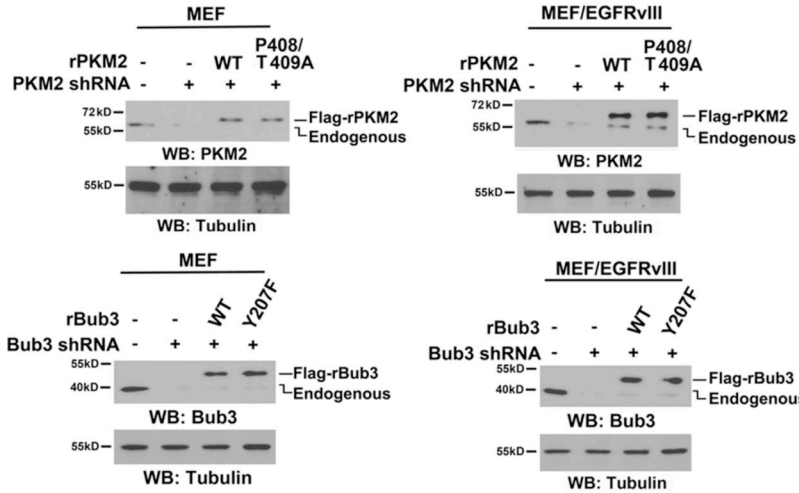 MEF
rPKM2 - - WT P408/T409A
PKM2 shRNA - + + +
72kD
55kD
Flag-rPKM2
Endogenous
WB: PKM2
55kD
WB: Tubulin
MEF/EGFRvIII
rPKM2 - - WT P408/T409A
PKM2 shRNA - + + +
72kD
55kD
Flag-rPKM2
Endogenous
WB: PKM2
55kD
WB: Tubulin
MEF
rBub3 - - WT Y207F
Bub3 shRNA - + + +
55kD
40kD
Flag-rBub3
Endogenous
WB: Bub3
55kD
WB: Tubulin
MEF/EGFRvIII
rBub3 - - WT Y207F
Bub3 shRNA - + + +
55kD
40kD
Flag-rBub3
Endogenous
WB: Bub3
55kD
WB: Tubulin